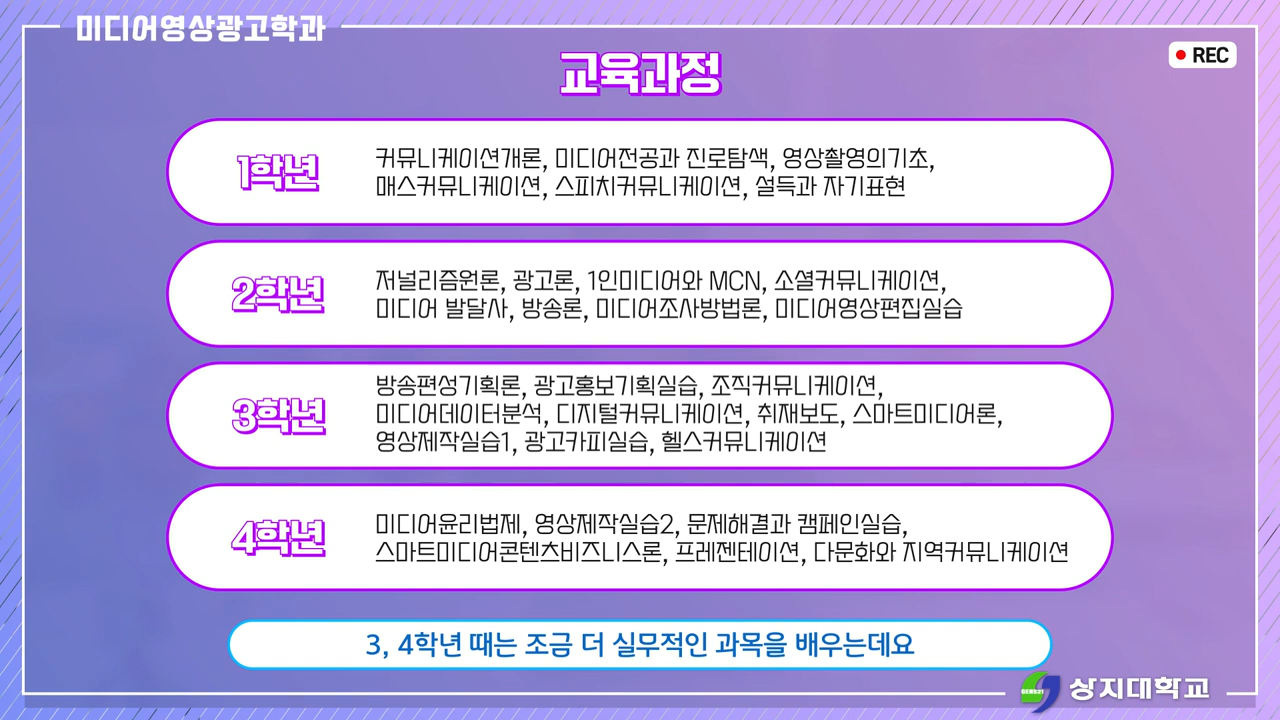 미디어영상광고학과
REC
교육과정
1학년
커뮤니케이션개론, 미디어전공과 진로탐색, 영상촬영의기초,
매스커뮤니케이션, 스피치커뮤니케이션, 설득과 자기표현
2학년
저널리즘원론, 광고론, 1인미디어와 MCN, 소셜커뮤니케이션,
미디어 발달사, 방송론, 미디어조사방법론, 미디어영상편집실습
3학년
방송편성기획론, 광고홍보기획실습, 조직커뮤니케이션,
미디어데이터분석, 디지털커뮤니케이션, 취재보도, 스마트미디어론,
영상제작실습1, 광고카피실습, 헬스커뮤니케이션
4학년
미디어윤리법제, 영상제작실습2, 문제해결과 캠페인실습,
스마트미디어콘텐츠비즈니스론, 프레젠테이션, 다문화와 지역커뮤니케이션
3, 4학년 때는 조금 더 실무적인 과목을 배우는데요
상지대학교